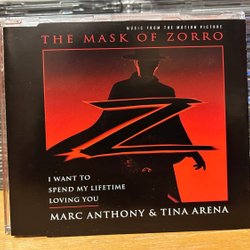 MUSIC FROM THE MOTION PICTURE
THE MASK OF ZORRO
Z
I WANT TO
SPEND MY LIFETIME
LOVING YOU
MARC ANTHONY & TINA ARENA